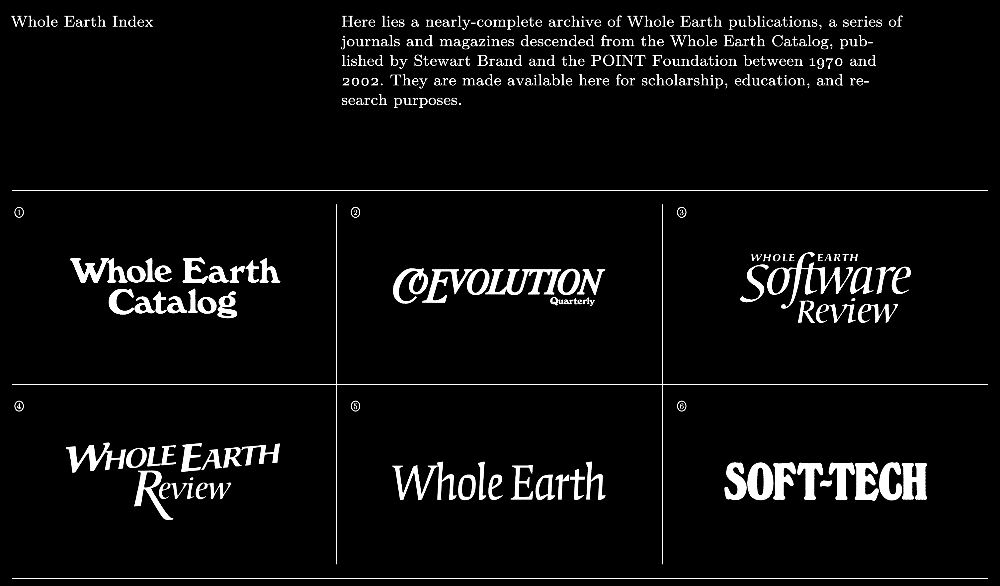 Whole Earth Index
Here lies a nearly-complete archive of Whole Earth publications, a series of
journals and magazines descended from the Whole Earth Catalog, pub-
lished by Stewart Brand and the POINT Foundation between 1970 and
2002. They are made available here for scholarship, education, and re-
search purposes.
①
Whole Earth
Catalog
②
COEVOLUTION
Quarterly
③
WHOLE EARTH
Software
Review
④
WHOLE EARTH
Review
⑤
Whole Earth
⑥
SOFT-TECH